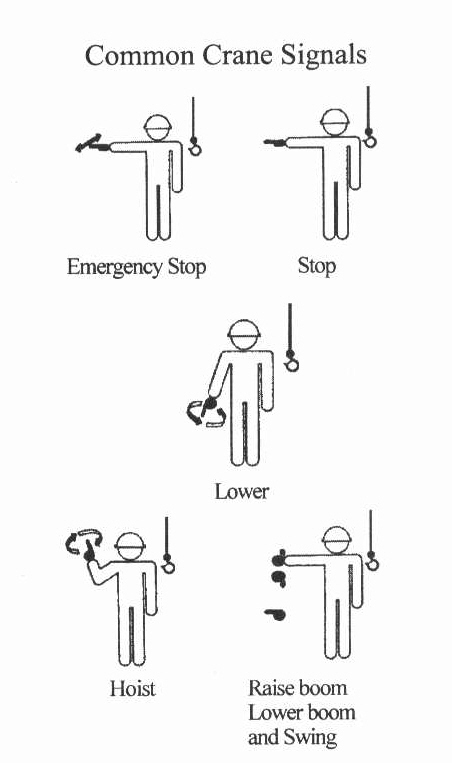 Common Crane Signals
Emergency Stop
Stop
Lower
Hoist
Raise boom
Lower boom
and Swing